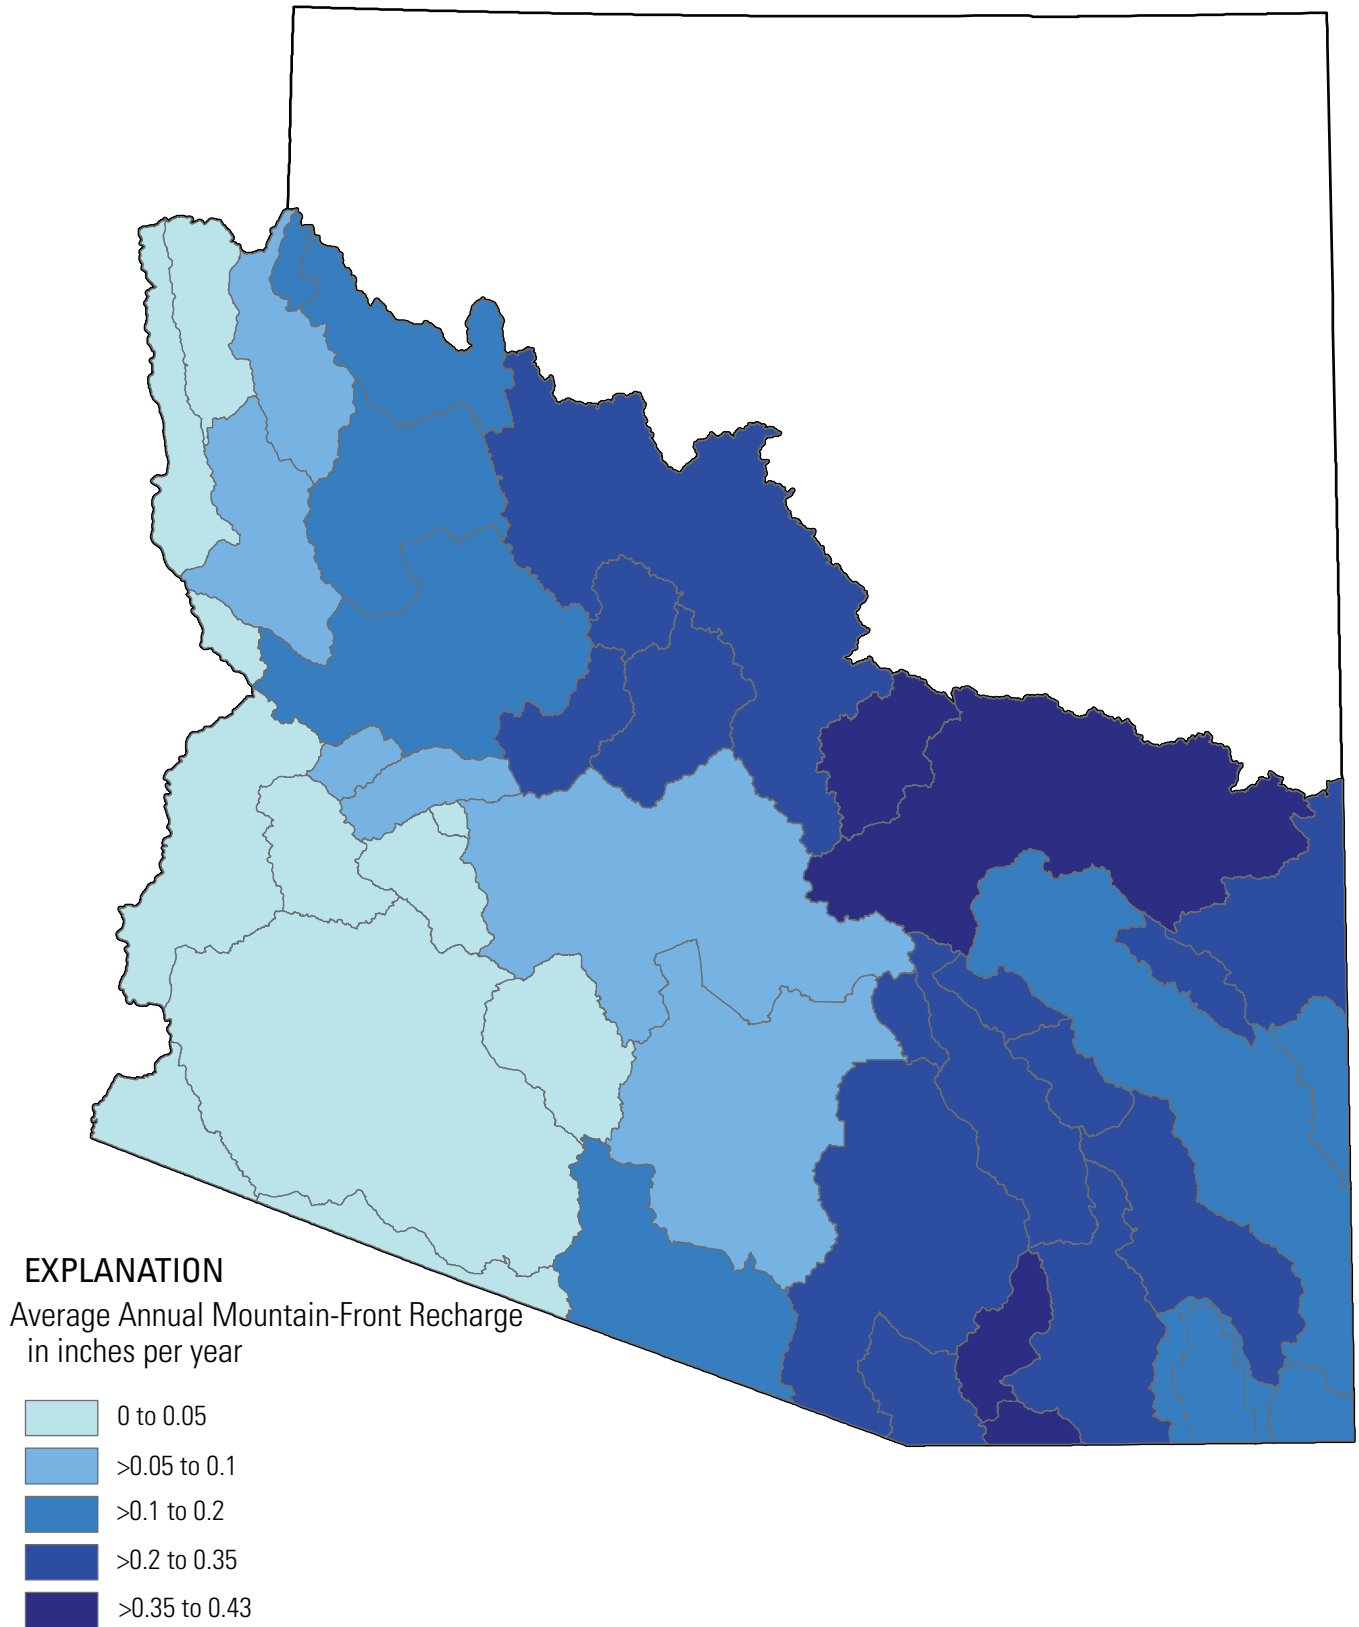 EXPLANATION
Average Annual Mountain-Front Recharge
in inches per year
0 to 0.05
>0.05 to 0.1
>0.1 to 0.2
>0.2 to 0.35
>0.35 to 0.43